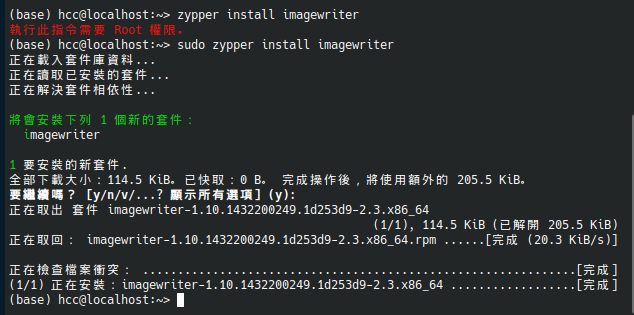 (base) hcc@localhost:~> zypper install imagewriter
執行此指令需要 Root 權限。
(base) hcc@localhost:~> sudo zypper install imagewriter
正在載入套件庫資料...
正在讀取已安裝的套件...
正在解決套件相依性...
將會安裝下列 1 個新的套件：
imagewriter
1 要安裝的新套件.
全部下載大小：114.5 KiB。已快取：0 B。 完成操作後，將使用額外的 205.5 KiB。
要繼續嗎？ [y/n/v/...? 顯示所有選項] (y):
正在取出 套件 imagewriter-1.10.1432200249.1d253d9-2.3.x86_64
(1/1), 114.5 KiB (已解開 205.5 KiB)
正在取回： imagewriter-1.10.1432200249.1d253d9-2.3.x86_64.rpm ......[完成 (20.3 KiB/s)]
正在檢查檔案衝突： ..............................................................[完成]
(1/1) 正在安裝：imagewriter-1.10.1432200249.1d253d9-2.3.x86_64 ..................[完成]
(base) hcc@localhost:~>